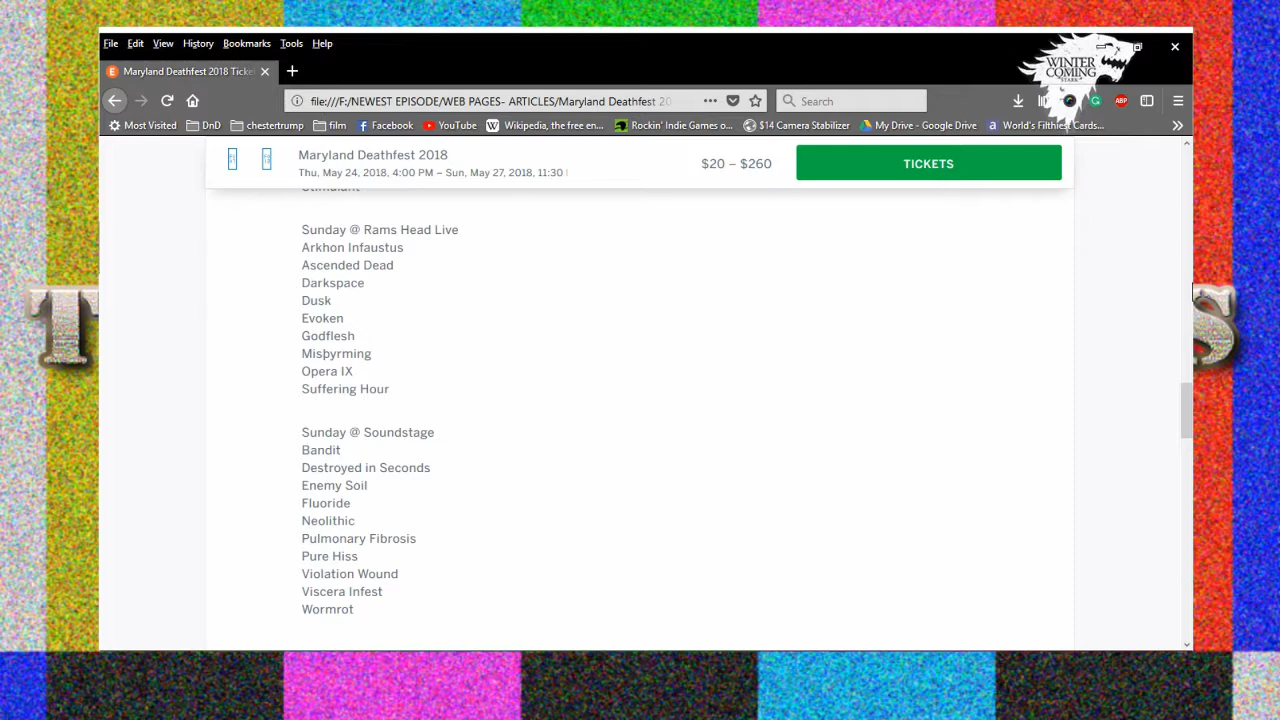 File Edit View History Bookmarks Tools Help
WINTER
COMING
STARK
Maryland Deathfest 2018 Ticke
file:///F:/NEWEST EPISODE/WEB PAGES- ARTICLES/Maryland Deathfest 20
Search
ABP
Most Visited DnD chestertrump film Facebook YouTube Wikipedia, the free en... Rockin' Indie Games o... $14 Camera Stabilizer My Drive - Google Drive World's Filthiest Cards...
Maryland Deathfest 2018
Thu, May 24, 2018, 4:00 PM – Sun, May 27, 2018, 11:30
$20 – $260
TICKETS
Stimulant
Sunday @ Rams Head Live
Arkhon Infaustus
Ascended Dead
Darkspace
Dusk
Evoken
Godflesh
Misþyrming
Opera IX
Suffering Hour
Sunday @ Soundstage
Bandit
Destroyed in Seconds
Enemy Soil
Fluoride
Neolithic
Pulmonary Fibrosis
Pure Hiss
Violation Wound
Viscera Infest
Wormrot
T S